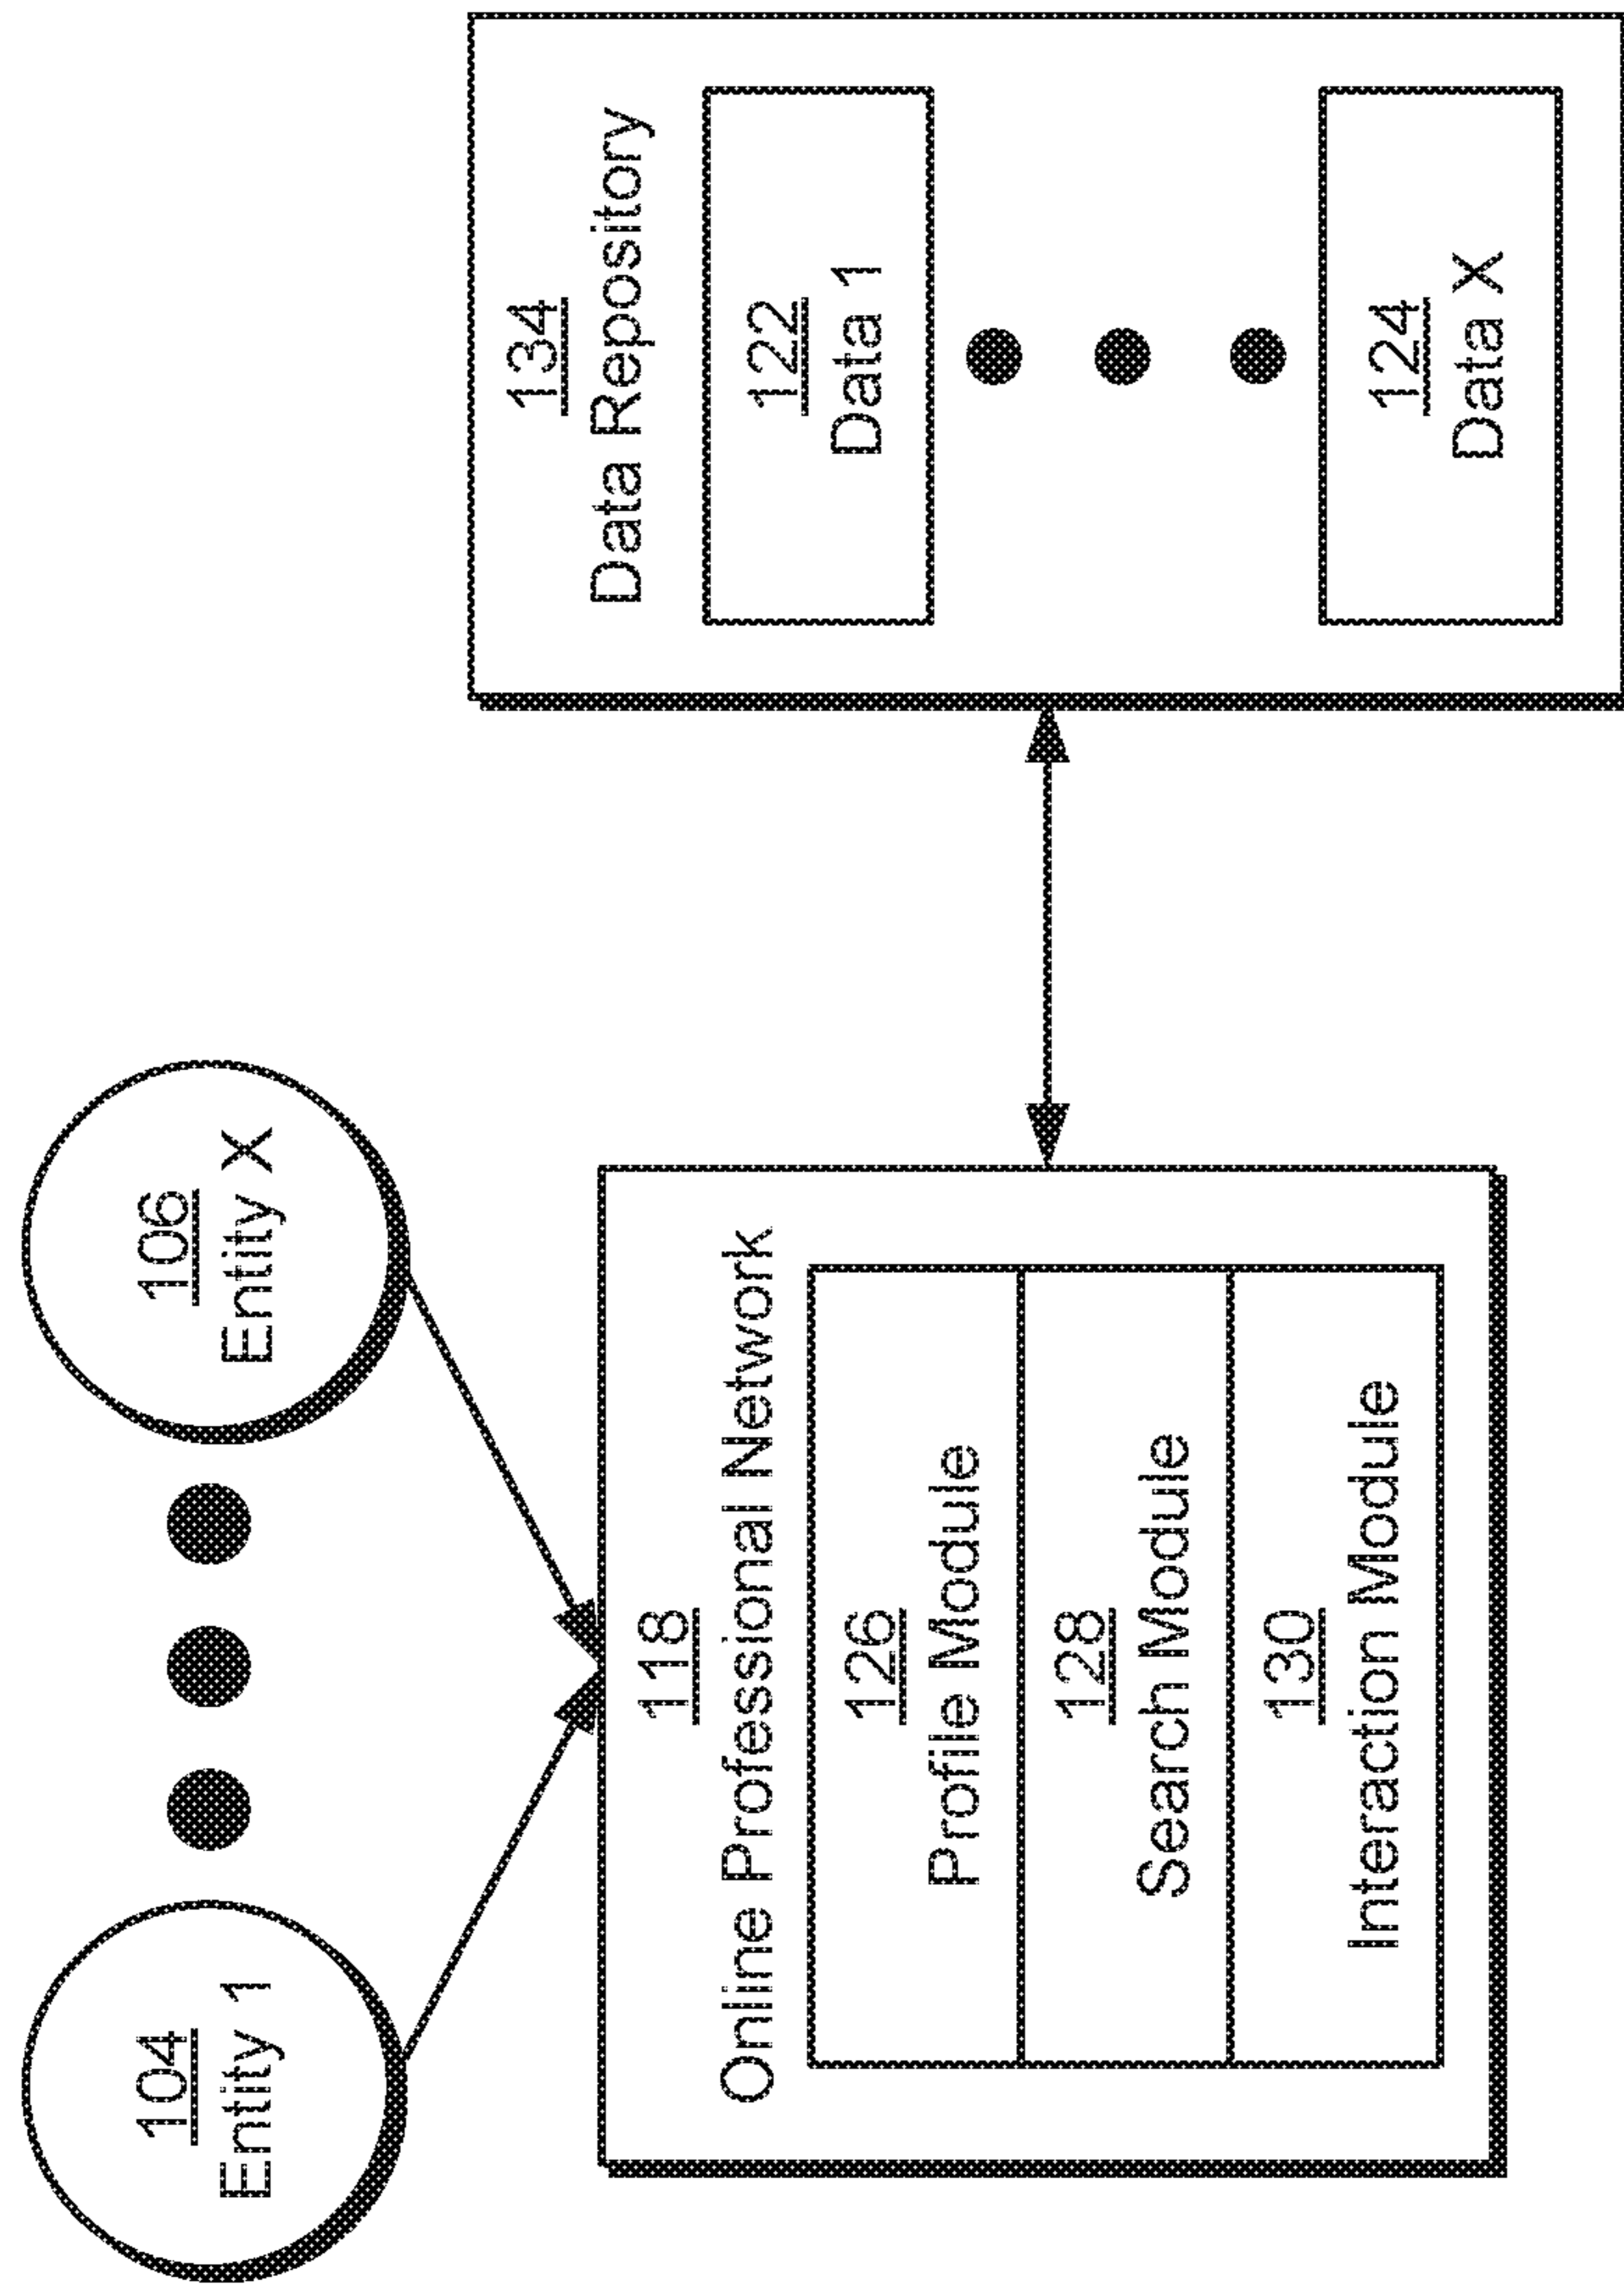 104
Entity 1
106
Entity X
118
Online Professional Network
126
Profile Module
128
Search Module
130
Interaction Module
134
Data Repository
122
Data 1
124
Data X